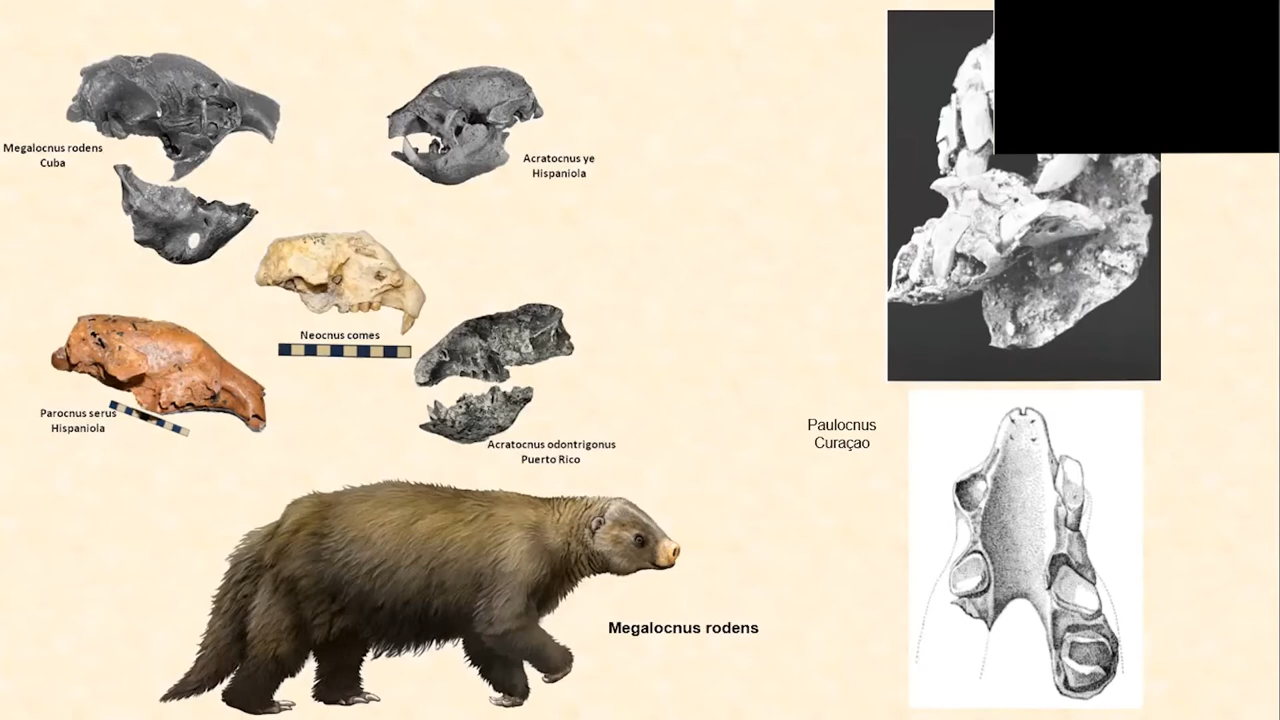 Megalocnus rodens
Cuba
Acratocnus ye
Hispaniola
Neocnus comes
Parocnus serus
Hispaniola
Acratocnus odontrigonus
Puerto Rico
Paulocnus
Curaçao
Megalocnus rodens